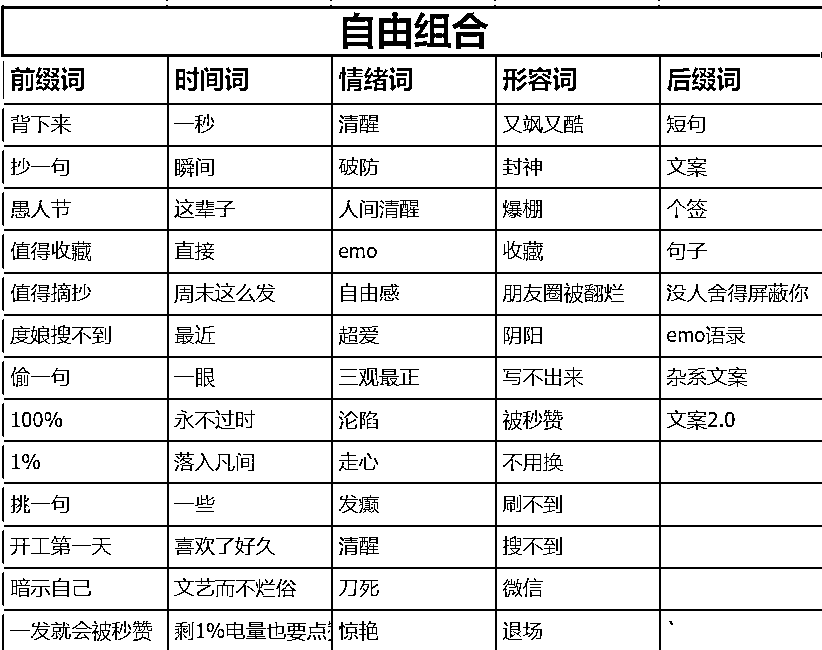 自由组合
前缀词 时间词 情绪词 形容词 后缀词
背下来 一秒 清醒 又飒又酷 短句
抄一句 瞬间 破防 封神 文案
愚人节 这辈子 人间清醒 爆棚 个签
值得收藏 直接 emo 收藏 句子
值得摘抄 周末这么发 自由感 朋友圈被翻烂 没人舍得屏蔽你
度娘搜不到 最近 超爱 阴阳 emo语录
偷一句 一眼 三观最正 写不出来 杂系文案
100% 永不过时 沦陷 被秒赞 文案2.0
1% 落入凡间 走心 不用换
挑一句 一些 发癫 刷不到
开工第一天 喜欢了好久 清醒 搜不到
暗示自己 文艺而不烂俗 刀死 微信
一发就会被秒赞 剩1%电量也要点 惊艳 退场 `